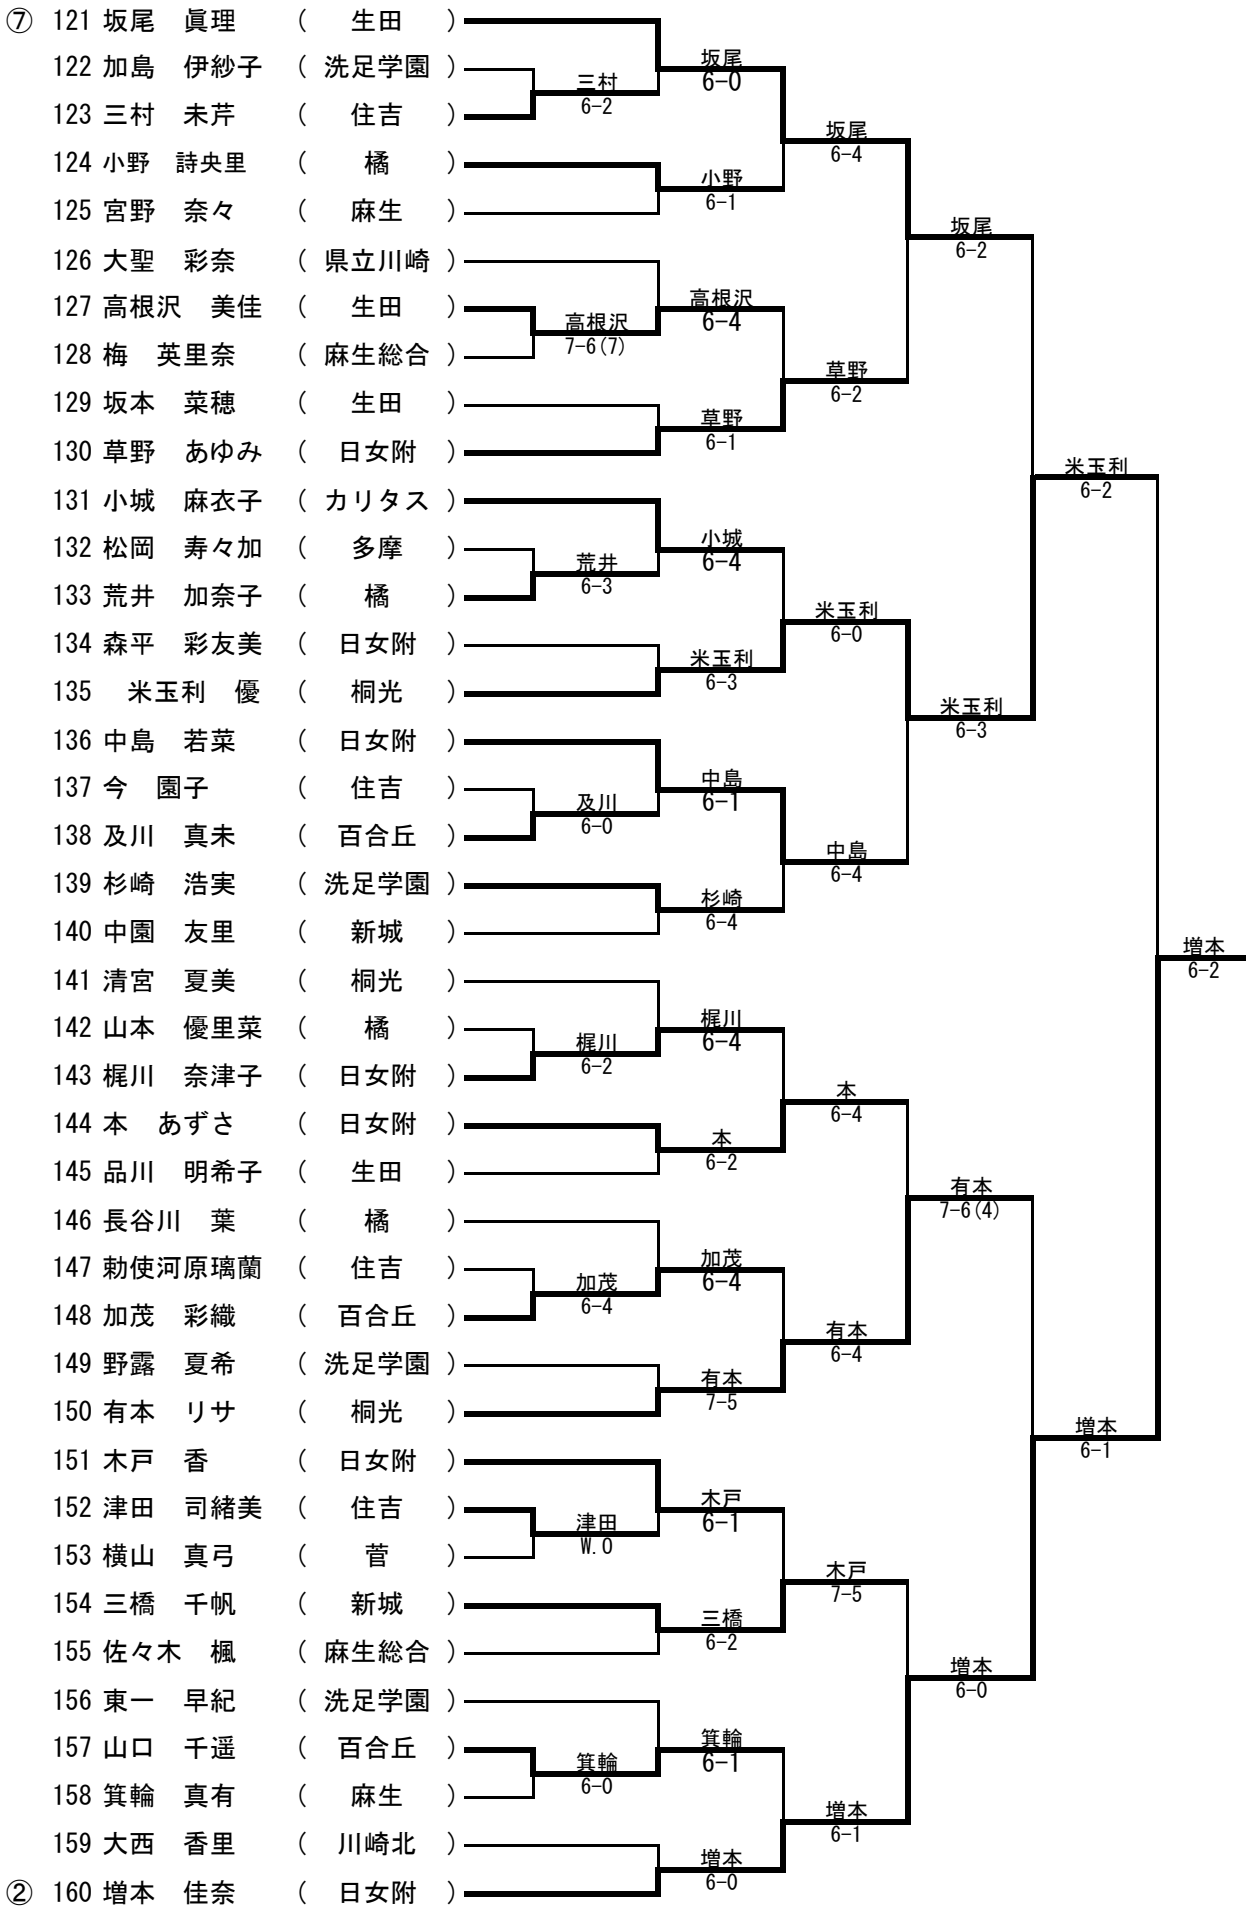 ⑦ 121 坂尾　眞理 （ 生田 ）
坂尾
122 加島　伊紗子 （ 洗足学園 ）
三村 6-0
6-2
123 三村　未芹 （ 住吉 ）
坂尾
6-4
124 小野　詩央里 （ 橘 ）
小野
6-1
125 宮野　奈々 （ 麻生 ）
坂尾
6-2
126 大聖　彩奈 （ 県立川崎 ）
高根沢
127 高根沢　美佳 （ 生田 ）
高根沢 6-4
7-6(7)
128 梅　英里奈 （ 麻生総合 ）
草野
6-2
129 坂本　菜穂 （ 生田 ）
草野
6-1
130 草野　あゆみ （ 日女附 ）
米玉利
6-2
131 小城　麻衣子 （ カリタス ）
小城
132 松岡　寿々加 （ 多摩 ）
荒井 6-4
6-3
133 荒井　加奈子 （ 橘 ）
米玉利
6-0
134 森平　彩友美 （ 日女附 ）
米玉利
6-3
135 米玉利　優 （ 桐光 ）
米玉利
6-3
136 中島　若菜 （ 日女附 ）
中島
137 今　園子 （ 住吉 ）
及川 6-1
6-0
138 及川　真未 （ 百合丘 ）
中島
6-4
139 杉崎　浩実 （ 洗足学園 ）
杉崎
6-4
140 中園　友里 （ 新城 ）
増本
6-2
141 清宮　夏美 （ 桐光 ）
梶川
142 山本　優里菜 （ 橘 ）
梶川 6-4
6-2
143 梶川　奈津子 （ 日女附 ）
本
6-4
144 本　あずさ （ 日女附 ）
本
6-2
145 品川　明希子 （ 生田 ）
有本
7-6(4)
146 長谷川　葉 （ 橘 ）
加茂
147 勅使河原璃蘭 （ 住吉 ）
加茂 6-4
6-4
148 加茂　彩織 （ 百合丘 ）
有本
6-4
149 野露　夏希 （ 洗足学園 ）
有本
7-5
150 有本　リサ （ 桐光 ）
増本
6-1
151 木戸　香 （ 日女附 ）
木戸
152 津田　司緒美 （ 住吉 ）
津田 6-1
W.O
153 横山　真弓 （ 菅 ）
木戸
7-5
154 三橋　千帆 （ 新城 ）
三橋
6-2
155 佐々木　楓 （ 麻生総合 ）
増本
6-0
156 東一　早紀 （ 洗足学園 ）
箕輪
157 山口　千遥 （ 百合丘 ）
箕輪 6-1
6-0
158 箕輪　真有 （ 麻生 ）
増本
6-1
159 大西　香里 （ 川崎北 ）
増本
6-0
② 160 増本　佳奈 （ 日女附 ）